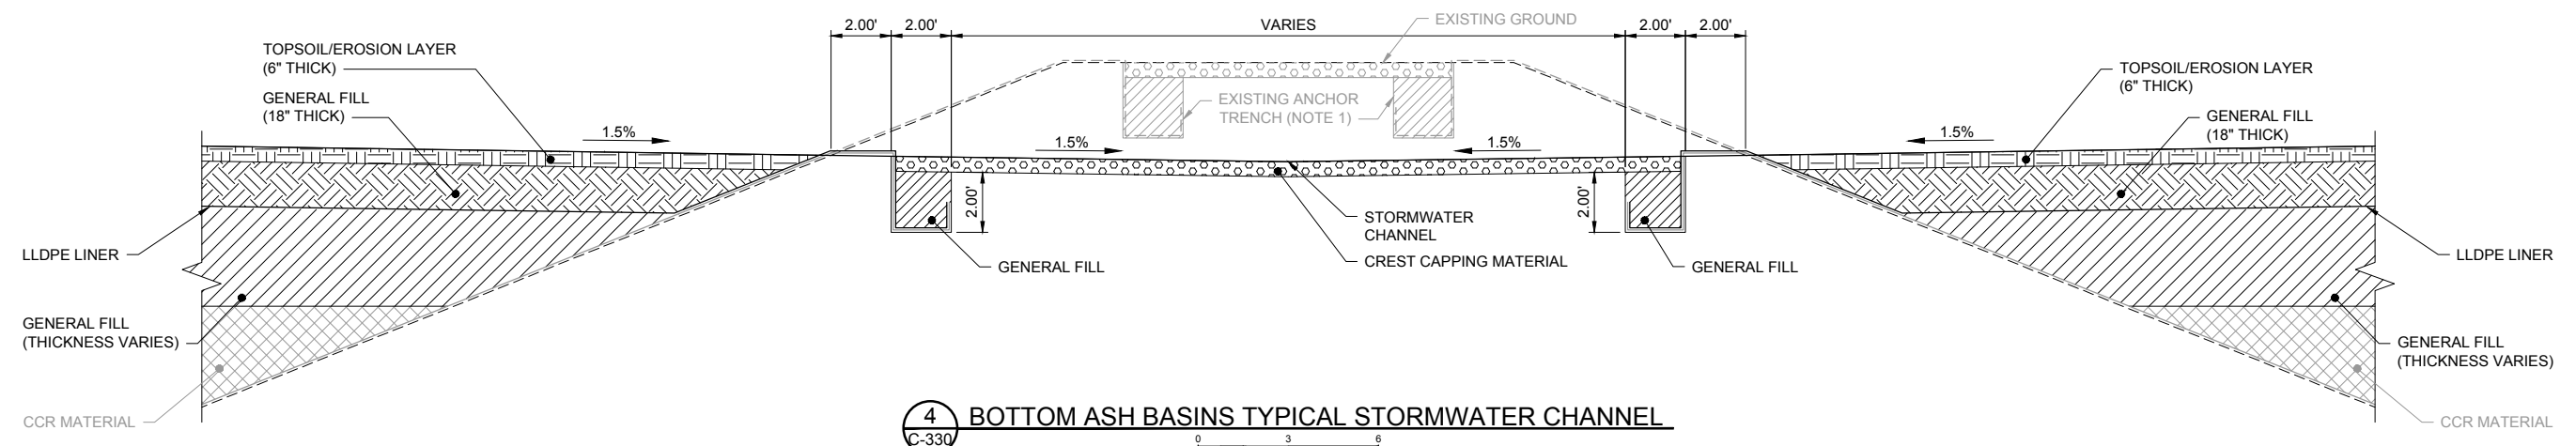 2.00'
2.00'
VARIES
EXISTING GROUND
2.00'
2.00'
TOPSOIL/EROSION LAYER
(6" THICK)
GENERAL FILL
(18" THICK)
1.5%
1.5%
EXISTING ANCHOR
TRENCH (NOTE 1)
1.5%
1.5%
TOPSOIL/EROSION LAYER
(6" THICK)
GENERAL FILL
(18" THICK)
2.00'
2.00'
LLDPE LINER
GENERAL FILL
STORMWATER
CHANNEL
CREST CAPPING MATERIAL
GENERAL FILL
LLDPE LINER
GENERAL FILL
(THICKNESS VARIES)
GENERAL FILL
(THICKNESS VARIES)
CCR MATERIAL
CCR MATERIAL
4
C-330
BOTTOM ASH BASINS TYPICAL STORMWATER CHANNEL
0 3 6